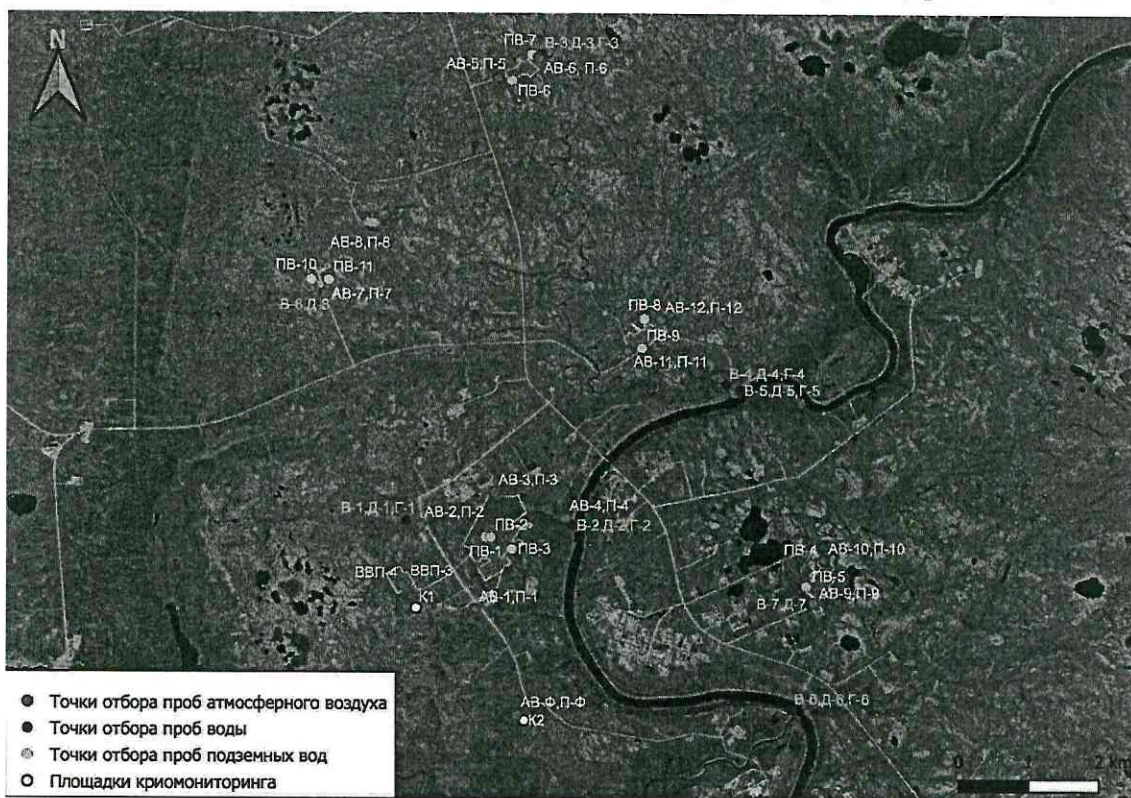 N
ПВ-7
В-3,Д-3,Г-3
АВ-5,П-5
АВ-6, П-6
ПВ-6
АВ-8,П-8
ПВ-10
ПВ-11
АВ-7,П-7
ПВ-8
АВ-12,П-12
ПВ-9
АВ-11,П-11
В-4,Д-4,Г-4
В-5,Д-5,Г-5
АВ-3,П-3
В-1,Д-1,Г-1
АВ-2,П-2
АВ-4,П-4
ПВ-2
В-2,Д-2,Г-2
ПВ-1
ПВ-3
ПВ-4
АВ-10,П-10
ВВП-4
ВВП-3
ПВ-5
К1
АВ-1,П-1
АВ-9,П-9
В-7,Д-7
АВ-Ф,П-Ф
В-6,Д-6,Г-6
К2
Точки отбора проб атмосферного воздуха
Точки отбора проб воды
Точки отбора проб подземных вод
Площадки криомониторинга
0
1
2 km